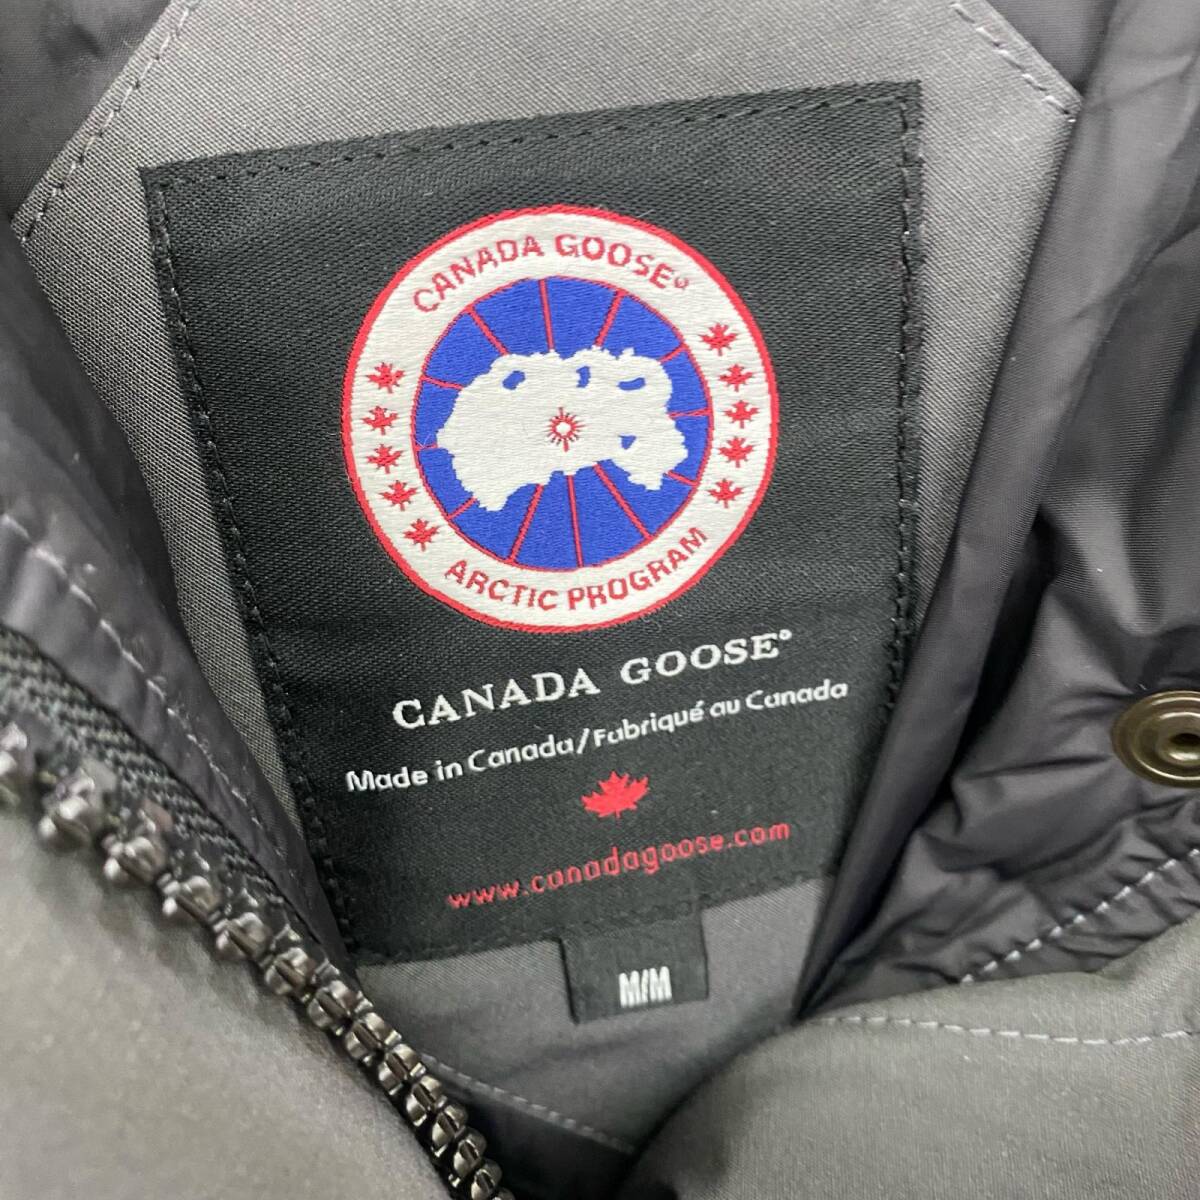 CANADA GOOSE®
ARCTIC PROGRAM
CANADA GOOSE®
Made in Canada/Fabriqué au Canada
www.canadagoose.com
M/M